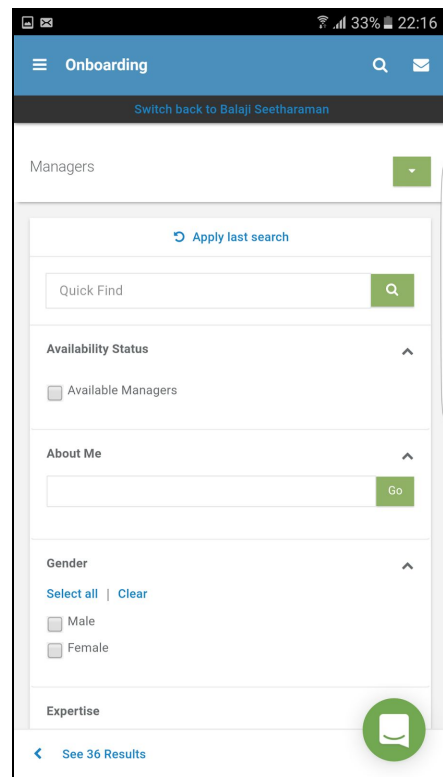 33% 22:16
Onboarding
Switch back to Balaji Seetharaman
Managers
Apply last search
Quick Find
Availability Status
Available Managers
About Me
Go
Gender
Select all | Clear
Male
Female
Expertise
See 36 Results